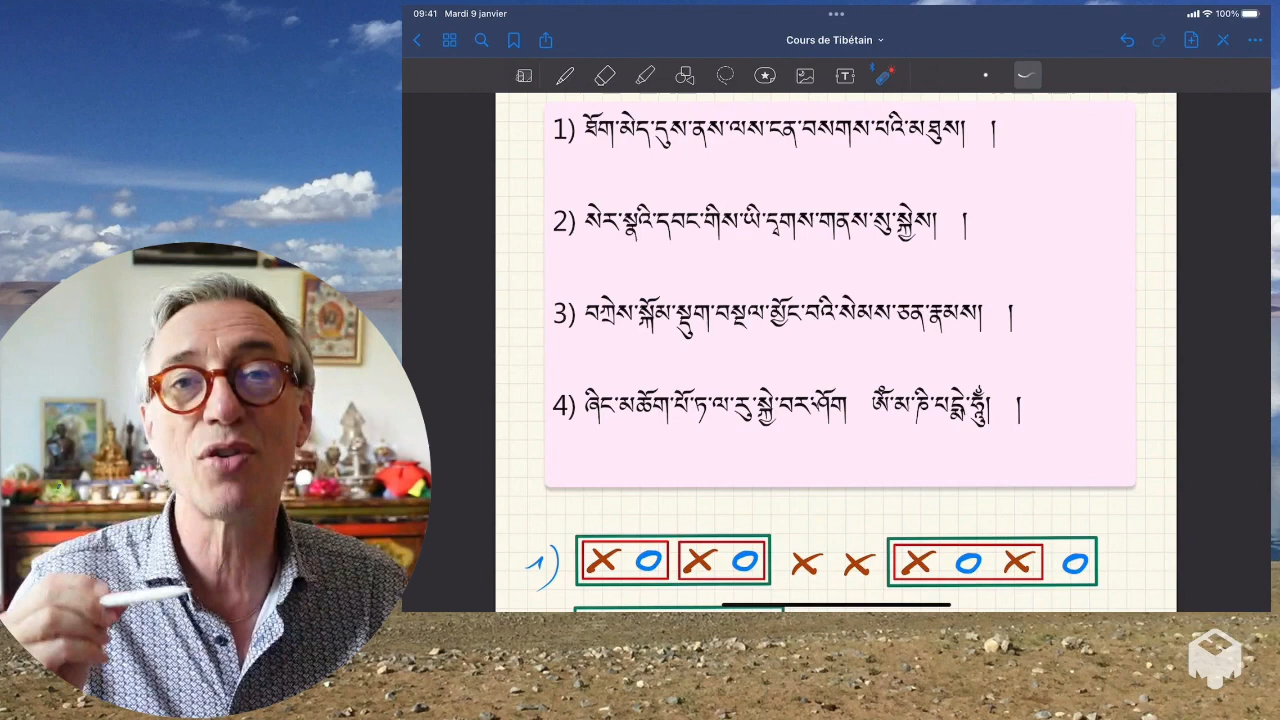 09:41 Mardi 9 janvier
100%
Cours de Tibétain
1) ཐོག་མེད་དུས་ནས་ལས་ངན་བསགས་པའི་མཐུས། །
2) སེར་སྣའི་དབང་གིས་ཡི་དྭགས་གནས་སུ་སྐྱེས། །
3) བཀྲེས་སྐོམ་སྡུག་བསྔལ་མྱོང་བའི་སེམས་ཅན་རྣམས། །
4) ཞིང་མཆོག་པོ་ཏ་ལ་རུ་སྐྱེ་བར་ཤོག ཨོཾ་མ་ཎི་པདྨེ་ཧཱུྃ། །
1) X O X O X X X O X O